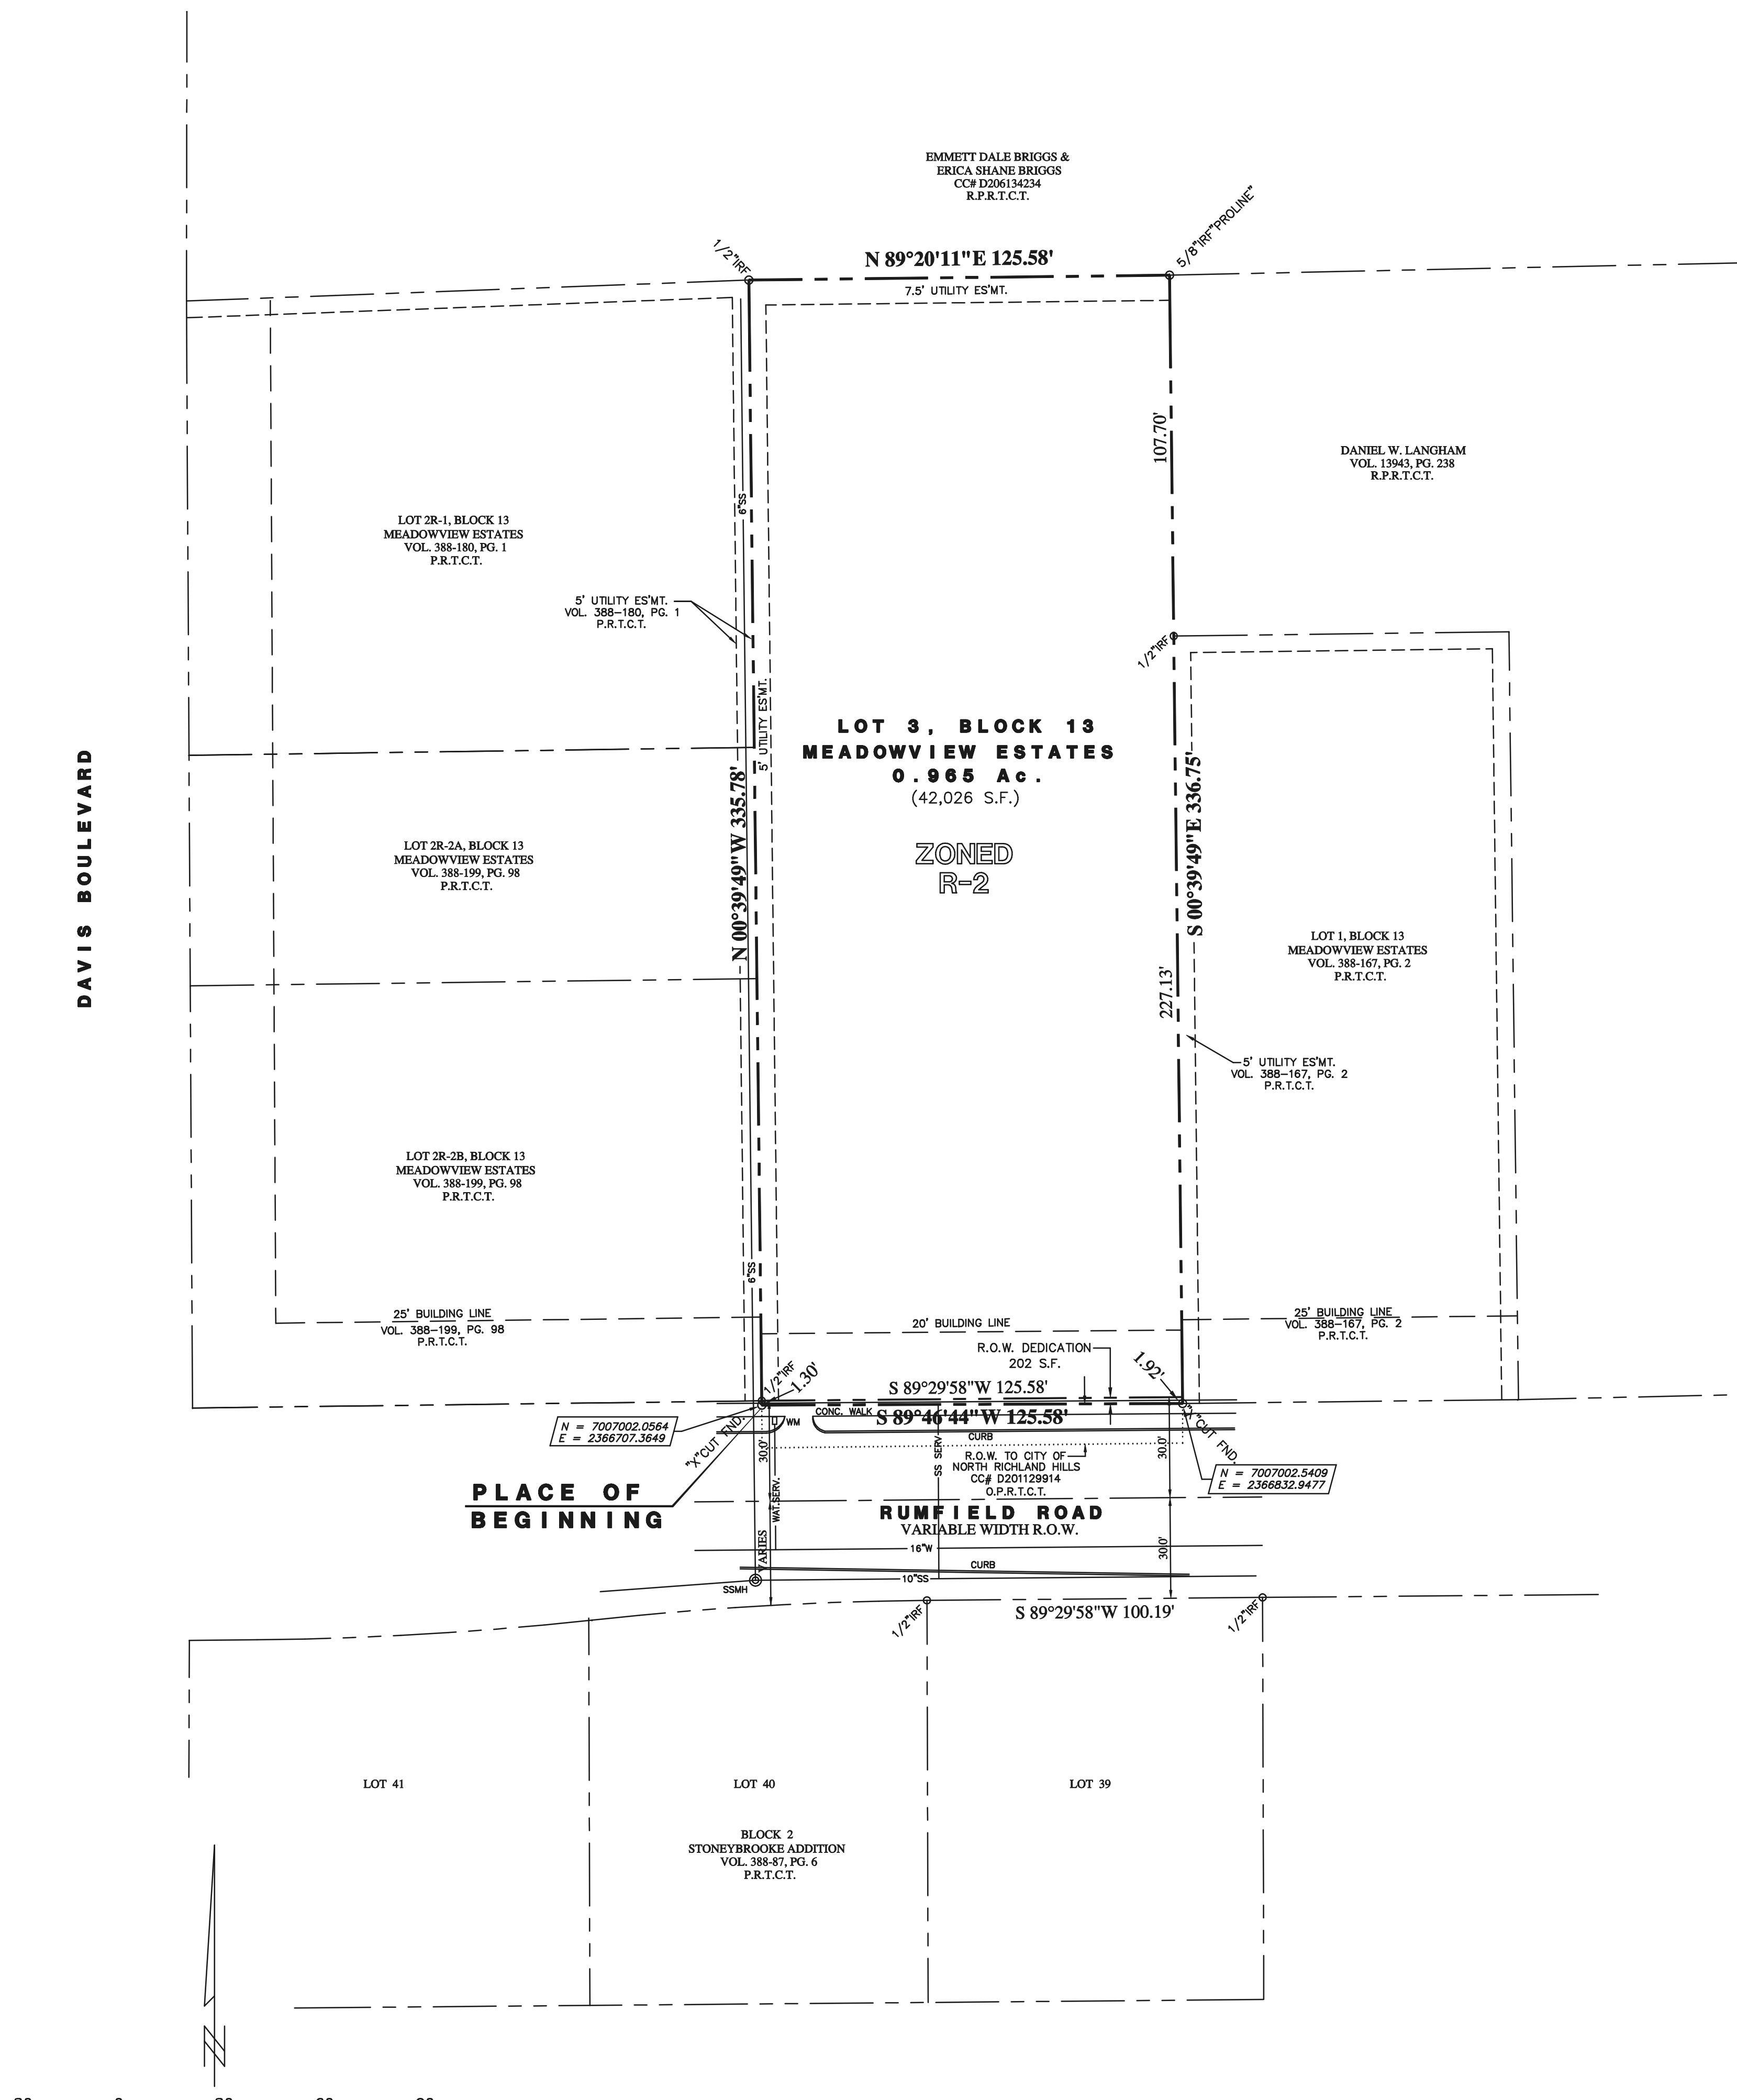 EMMETT DALE BRIGGS &
ERICA SHANE BRIGGS
CC# D206134234
R.P.R.T.C.T.
1/2"IRF
N 89°20'11"E 125.58'
5/8"IRF"PROLINE"
7.5' UTILITY ES'MT.
107.70'
DANIEL W. LANGHAM
VOL. 13943, PG. 238
R.P.R.T.C.T.
6"SS
LOT 2R-1, BLOCK 13
MEADOWVIEW ESTATES
VOL. 388-180, PG. 1
P.R.T.C.T.
5' UTILITY ES'MT.
VOL. 388-180, PG. 1
P.R.T.C.T.
1/2"IRF
5' UTILITY ES'MT.
LOT 3, BLOCK 13
MEADOWVIEW ESTATES
0.965 Ac.
(42,026 S.F.)
ZONED
R-2
DAVIS BOULEVARD
N 00°39'49"W 335.78'
S 00°39'49"E 336.75'
LOT 2R-2A, BLOCK 13
MEADOWVIEW ESTATES
VOL. 388-199, PG. 98
P.R.T.C.T.
LOT 1, BLOCK 13
MEADOWVIEW ESTATES
VOL. 388-167, PG. 2
P.R.T.C.T.
227.13'
5' UTILITY ES'MT.
VOL. 388-167, PG. 2
P.R.T.C.T.
LOT 2R-2B, BLOCK 13
MEADOWVIEW ESTATES
VOL. 388-199, PG. 98
P.R.T.C.T.
6"SS
25' BUILDING LINE
VOL. 388-199, PG. 98
P.R.T.C.T.
20' BUILDING LINE
25' BUILDING LINE
VOL. 388-167, PG. 2
P.R.T.C.T.
R.O.W. DEDICATION
202 S.F.
1/2"IRF
1.30'
1.92'
S 89°29'58"W 125.58'
CONC. WALK
S 89°46'44"W 125.58'
WM
CURB
N = 7007002.0564
E = 2366707.3649
"X"CUT FND.
"X"CUT FND.
30.0'
SS SERV
30.0'
R.O.W. TO CITY OF
NORTH RICHLAND HILLS
CC# D201129914
O.P.R.T.C.T.
N = 7007002.5409
E = 2366832.9477
PLACE OF
BEGINNING
WAT.SERV.
RUMFIELD ROAD
VARIABLE WIDTH R.O.W.
VARIES
16"W
30.0'
CURB
10"SS
SSMH
1/2"IRF
S 89°29'58"W 100.19'
1/2"IRF
LOT 41
LOT 40
LOT 39
BLOCK 2
STONEYBROOKE ADDITION
VOL. 388-87, PG. 6
P.R.T.C.T.
N